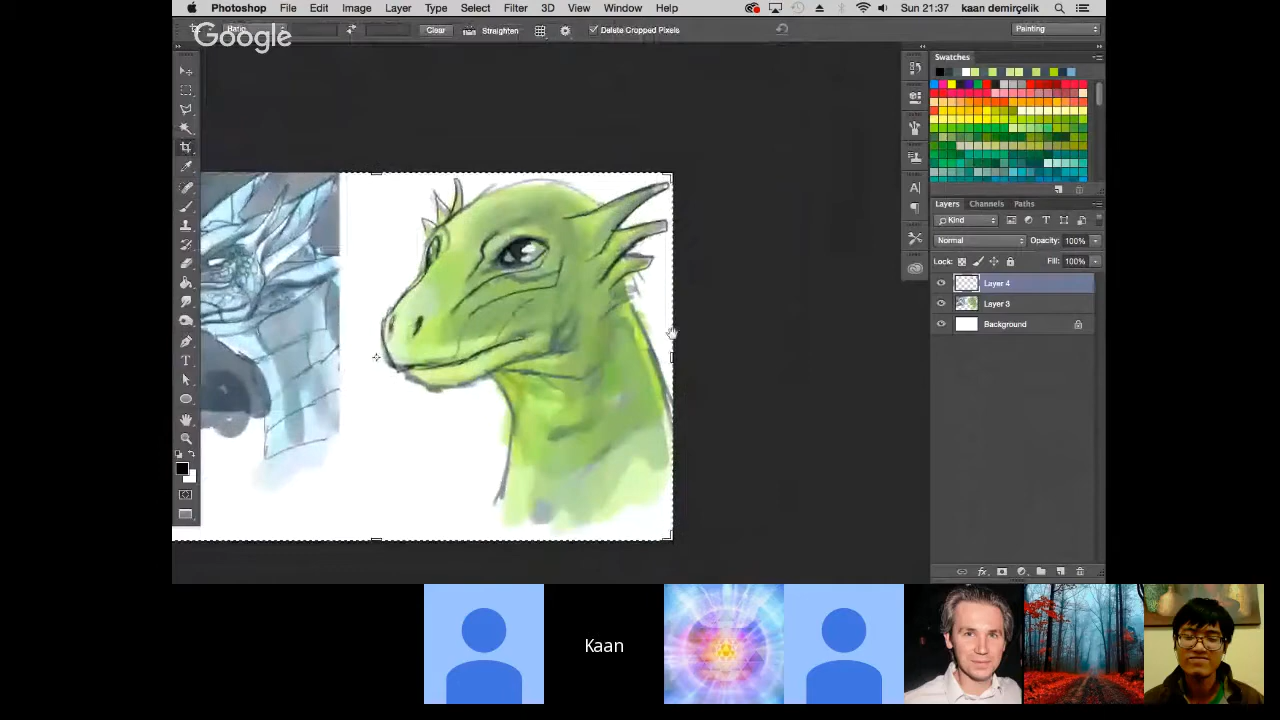 Photoshop File Edit Image Layer Type Select Filter 3D View Window Help Sun 21:37 kaan demirçelik
Google
Ratio Clear Straighten Delete Cropped Pixels Painting
Swatches
Layers Channels Paths
Kind
Normal Opacity: 100%
Lock: Fill: 100%
Layer 4
Layer 3
Background
Kaan